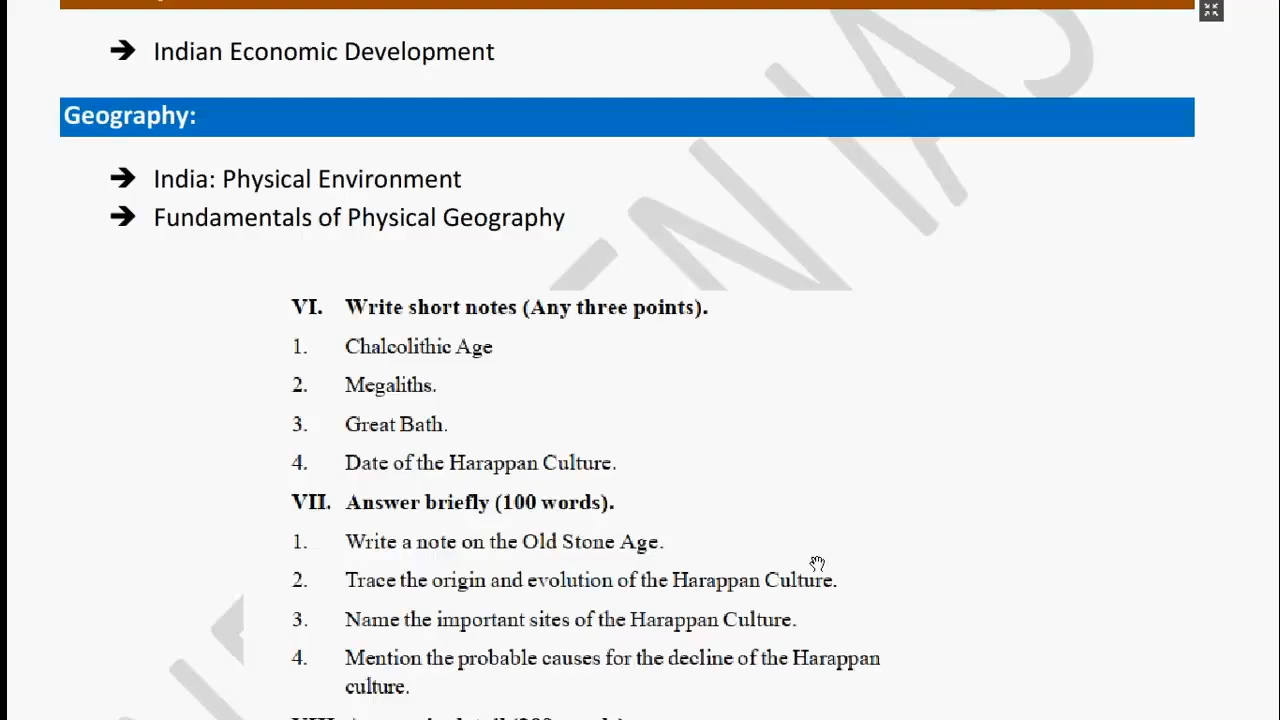 → Indian Economic Development
Geography:
→ India: Physical Environment
→ Fundamentals of Physical Geography
VI. Write short notes (Any three points).
1. Chalcolithic Age
2. Megaliths.
3. Great Bath.
4. Date of the Harappan Culture.
VII. Answer briefly (100 words).
1. Write a note on the Old Stone Age.
2. Trace the origin and evolution of the Harappan Culture.
3. Name the important sites of the Harappan Culture.
4. Mention the probable causes for the decline of the Harappan
culture.